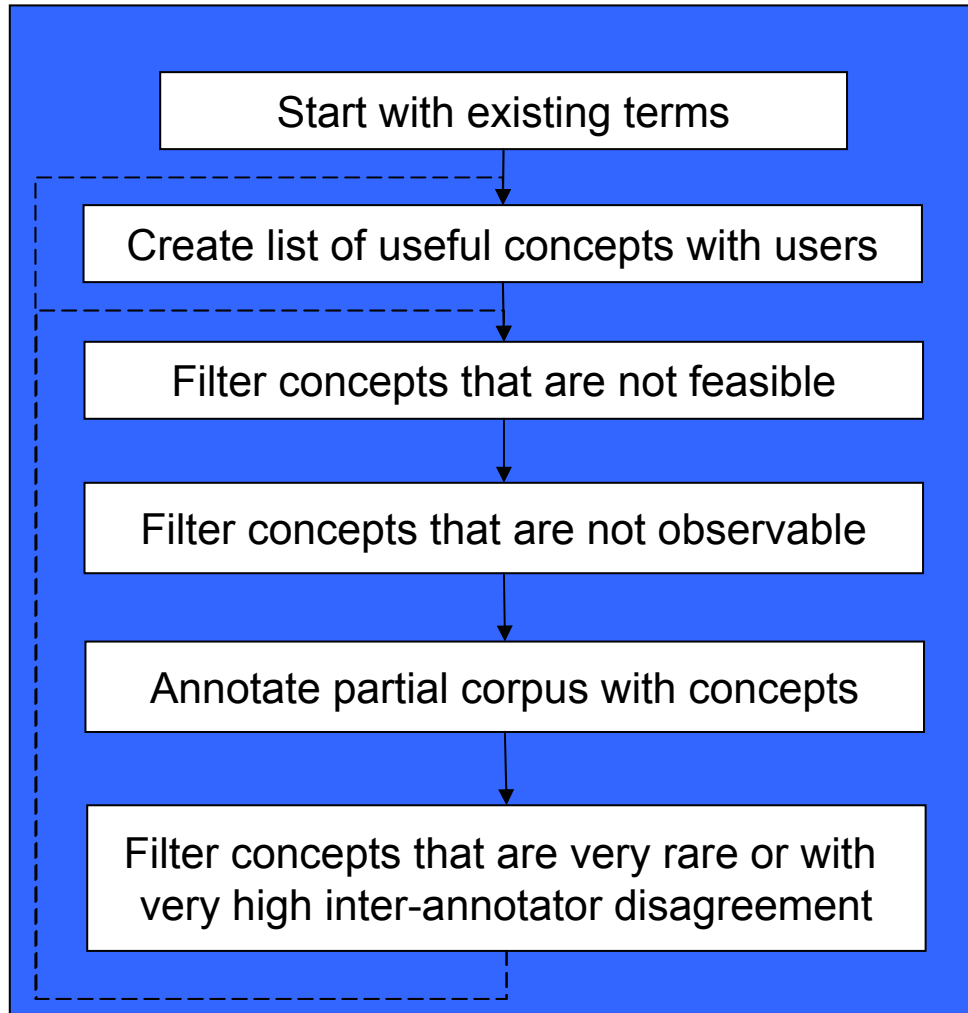 Start with existing terms
Create list of useful concepts with users
Filter concepts that are not feasible
Filter concepts that are not observable
Annotate partial corpus with concepts
Filter concepts that are very rare or with
very high inter-annotator disagreement